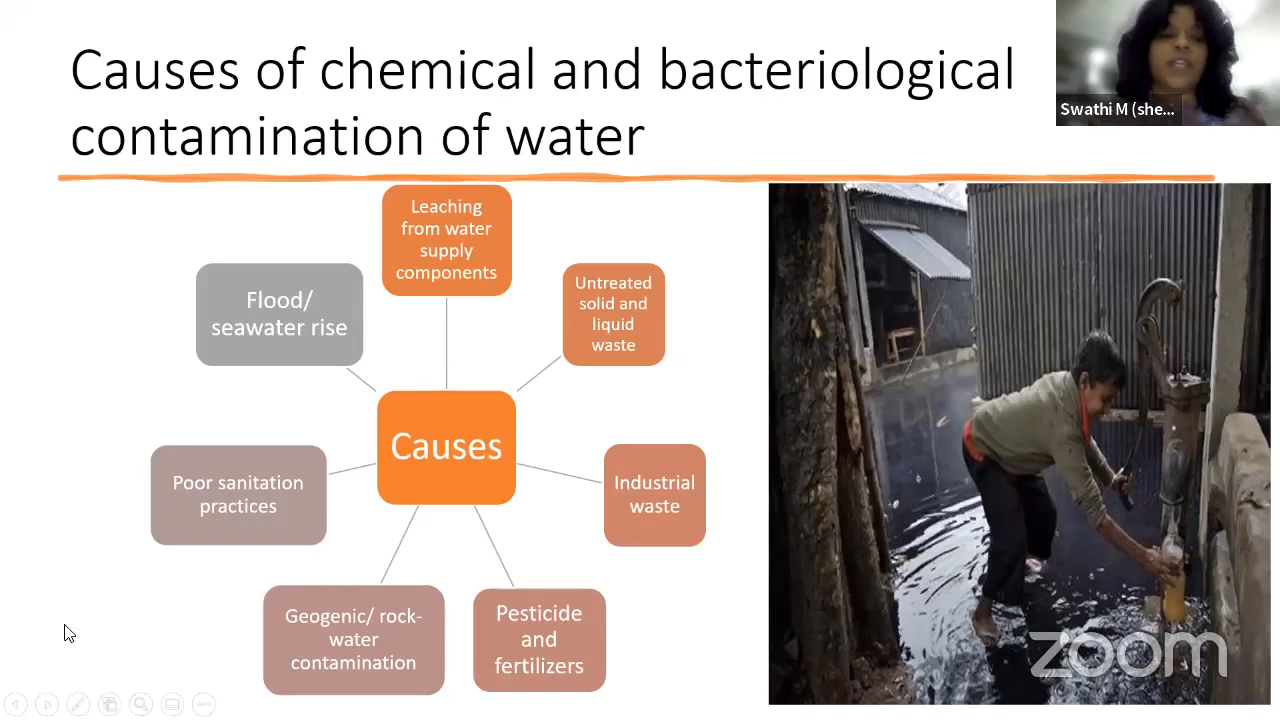 Causes of chemical and bacteriological
contamination of water
Swathi M (she...
Leaching
from water
supply
components
Untreated
solid and
liquid
waste
Industrial
waste
Pesticide
and
fertilizers
Geogenic/ rock-
water
contamination
Poor sanitation
practices
Flood/
seawater rise
Causes
zoom